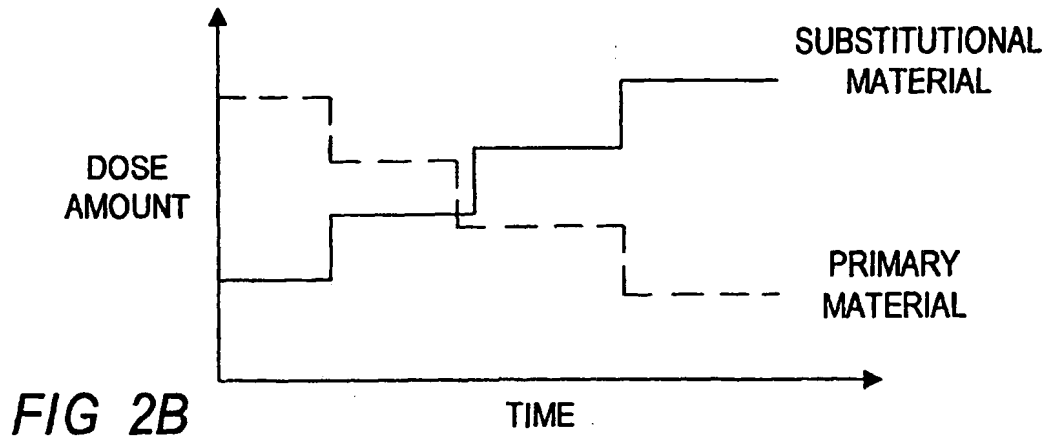 SUBSTITUTIONAL
MATERIAL
DOSE
AMOUNT
PRIMARY
MATERIAL
TIME
FIG 2B